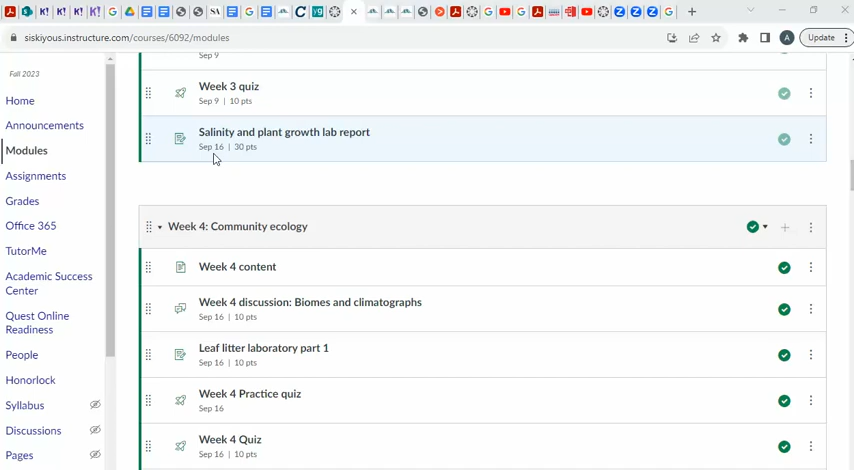 siskiyous.instructure.com/courses/6092/modules
A
Update
Fall 2023
Home
Announcements
Modules
Assignments
Grades
Office 365
TutorMe
Academic Success
Center
Quest Online
Readiness
People
Honorlock
Syllabus
Discussions
Pages
Sep 9
Week 3 quiz
Sep 9 | 10 pts
Salinity and plant growth lab report
Sep 16 | 30 pts
Week 4: Community ecology
Week 4 content
Week 4 discussion: Biomes and climatographs
Sep 16 | 10 pts
Leaf litter laboratory part 1
Sep 16 | 10 pts
Week 4 Practice quiz
Sep 16
Week 4 Quiz
Sep 16 | 10 pts